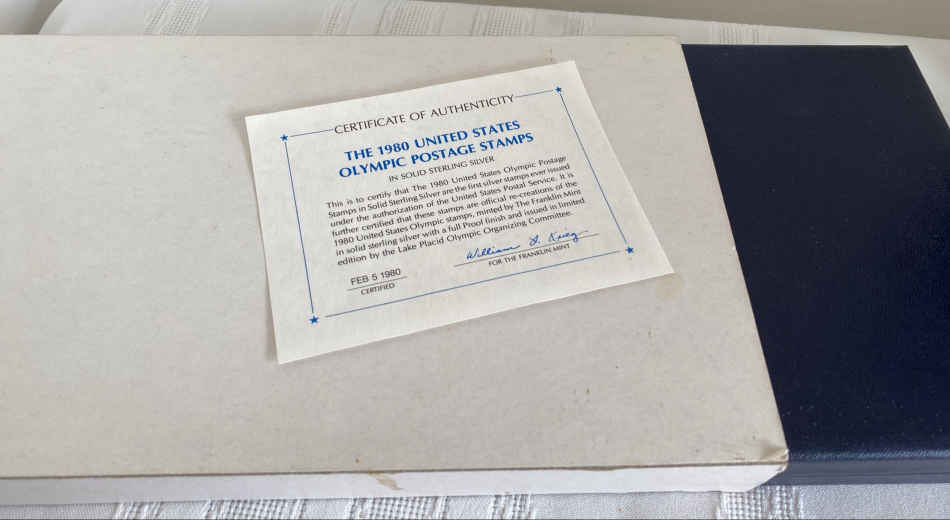 CERTIFICATE OF AUTHENTICITY
THE 1980 UNITED STATES
OLYMPIC POSTAGE STAMPS
IN SOLID STERLING SILVER
This is to certify that The 1980 United States Olympic Postage
Stamps in Solid Sterling Silver are the first silver stamps ever issued
under the authorization of the United States Postal Service. It is
further certified that these stamps are official re-creations of the
1980 United States Olympic stamps, minted by The Franklin Mint
in solid sterling silver with a full Proof finish and issued in limited
edition by the Lake Placid Olympic Organizing Committee.
FEB 5 1980
CERTIFIED
William L. Krieg
FOR THE FRANKLIN MINT